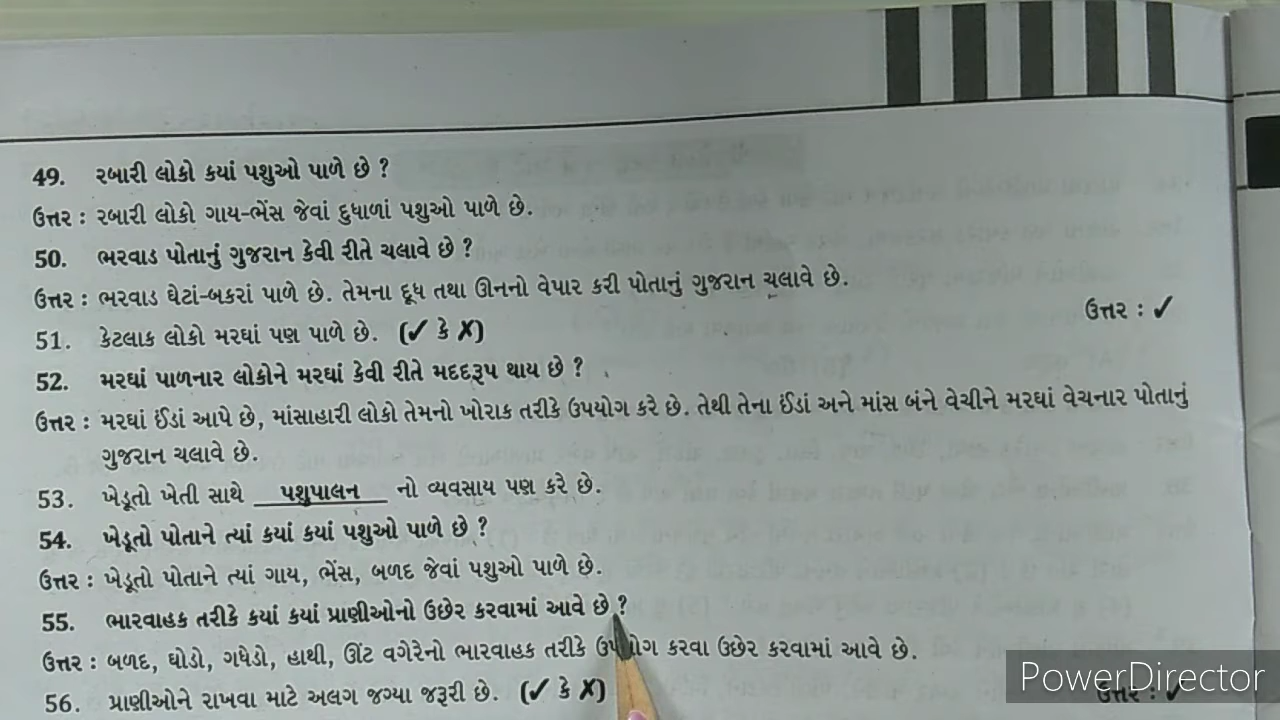 49. રબારી લોકો કયાં પશુઓ પાળે છે ?
ઉત્તર : રબારી લોકો ગાય-ભેંસ જેવાં દુધાળાં પશુઓ પાળે છે.
50. ભરવાડ પોતાનું ગુજરાન કેવી રીતે ચલાવે છે ?
ઉત્તર : ભરવાડ ઘેટાં-બકરાં પાળે છે. તેમના દૂધ તથા ઊનનો વેપાર કરી પોતાનું ગુજરાન ચલાવે છે.
51. કેટલાક લોકો મરઘાં પણ પાળે છે. (✓ કે ✗) ઉત્તર : ✓
52. મરઘાં પાળનાર લોકોને મરઘાં કેવી રીતે મદદરૂપ થાય છે ?
ઉત્તર : મરઘાં ઈંડાં આપે છે, માંસાહારી લોકો તેમનો ખોરાક તરીકે ઉપયોગ કરે છે. તેથી તેના ઈંડાં અને માંસ બંને વેચીને મરઘાં વેચનાર પોતાનું
ગુજરાન ચલાવે છે.
53. ખેડૂતો ખેતી સાથે પશુપાલન નો વ્યવસાય પણ કરે છે.
54. ખેડૂતો પોતાને ત્યાં કયાં કયાં પશુઓ પાળે છે ?
ઉત્તર : ખેડૂતો પોતાને ત્યાં ગાય, ભેંસ, બળદ જેવાં પશુઓ પાળે છે.
55. ભારવાહક તરીકે કયાં કયાં પ્રાણીઓનો ઉછેર કરવામાં આવે છે ?
ઉત્તર : બળદ, ઘોડો, ગધેડો, હાથી, ઊંટ વગેરેનો ભારવાહક તરીકે ઉપયોગ કરવા ઉછેર કરવામાં આવે છે.
56. પ્રાણીઓને રાખવા માટે અલગ જગ્યા જરૂરી છે. (✓ કે ✗) ઉત્તર : ✓
PowerDirector